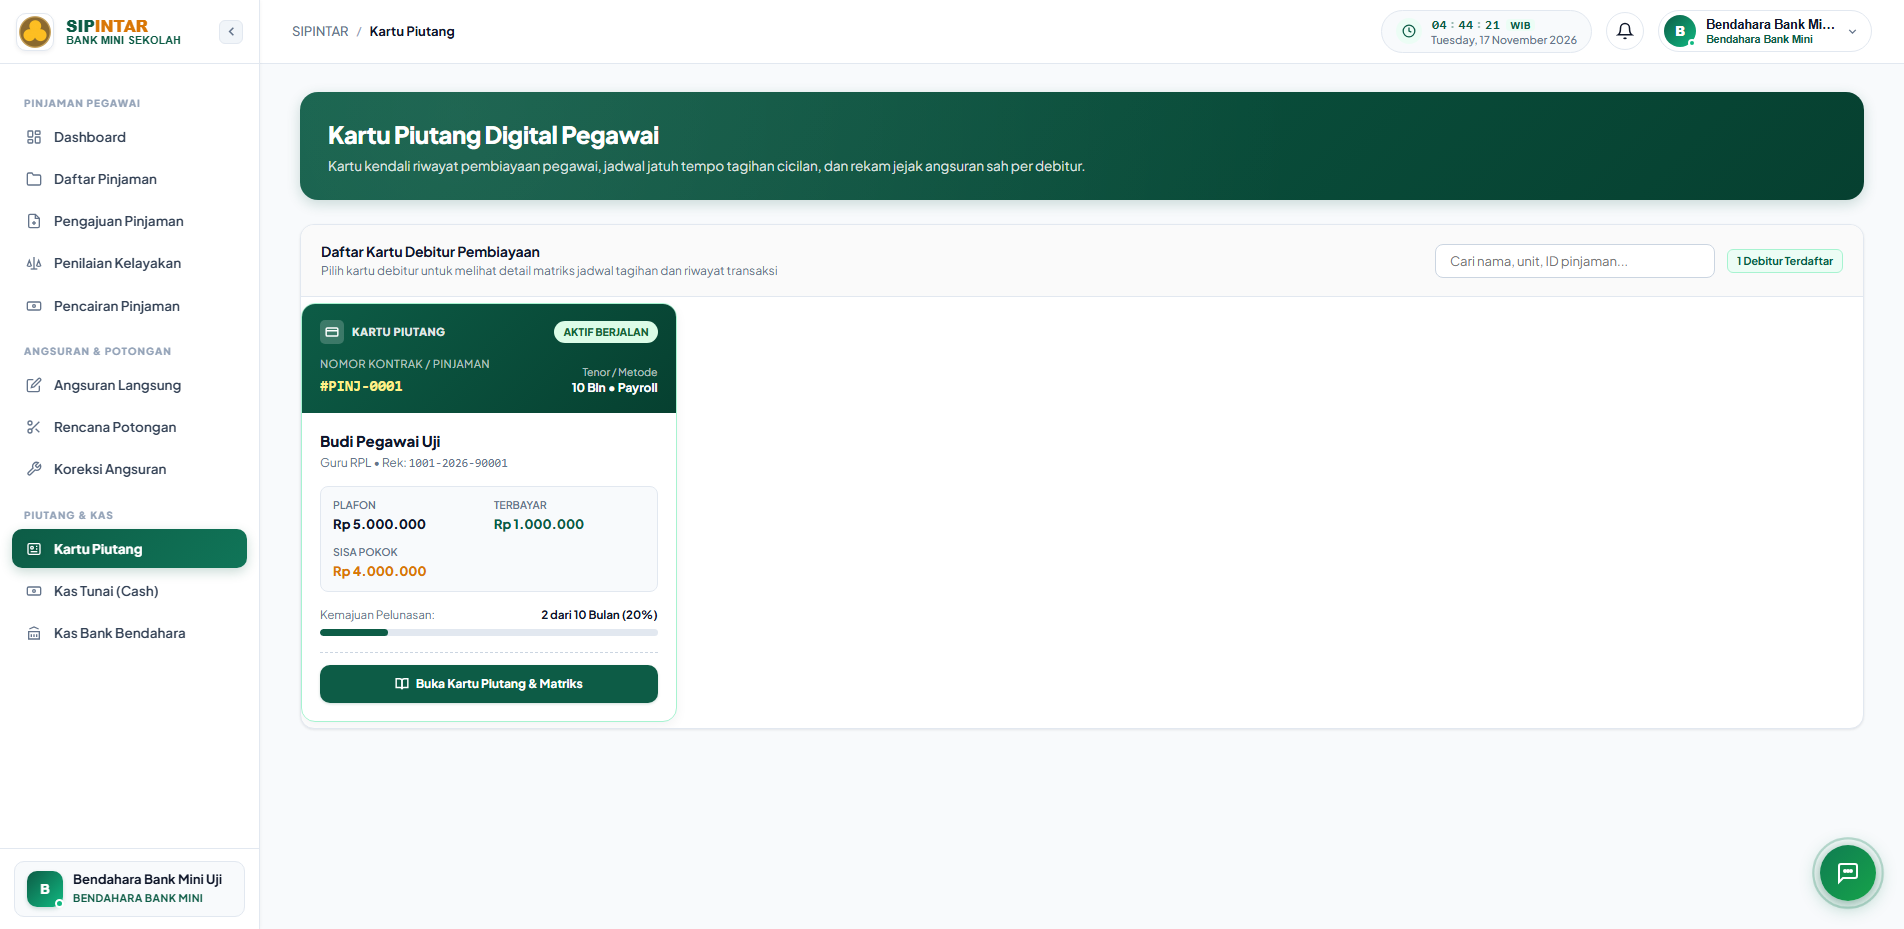 SIPINTAR
BANK MINI SEKOLAH
PINJAMAN PEGAWAI
Dashboard
Daftar Pinjaman
Pengajuan Pinjaman
Penilaian Kelayakan
Pencairan Pinjaman
ANGSURAN & POTONGAN
Angsuran Langsung
Rencana Potongan
Koreksi Angsuran
PIUTANG & KAS
Kartu Piutang
Kas Tunai (Cash)
Kas Bank Bendahara
B
Bendahara Bank Mini Uji
BENDAHARA BANK MINI
SIPINTAR / Kartu Piutang
04 : 44 : 21 WIB
Tuesday, 17 November 2026
B
Bendahara Bank Mi...
Bendahara Bank Mini
Kartu Piutang Digital Pegawai
Kartu kendali riwayat pembiayaan pegawai, jadwal jatuh tempo tagihan cicilan, dan rekam jejak angsuran sah per debitur.
Daftar Kartu Debitur Pembiayaan
Pilih kartu debitur untuk melihat detail matriks jadwal tagihan dan riwayat transaksi
Cari nama, unit, ID pinjaman...
1 Debitur Terdaftar
KARTU PIUTANG
AKTIF BERJALAN
NOMOR KONTRAK / PINJAMAN
#PINJ-0001
Tenor / Metode
10 Bln • Payroll
Budi Pegawai Uji
Guru RPL • Rek: 1001-2026-90001
PLAFON
Rp 5.000.000
TERBAYAR
Rp 1.000.000
SISA POKOK
Rp 4.000.000
Kemajuan Pelunasan:
2 dari 10 Bulan (20%)
Buka Kartu Piutang & Matriks